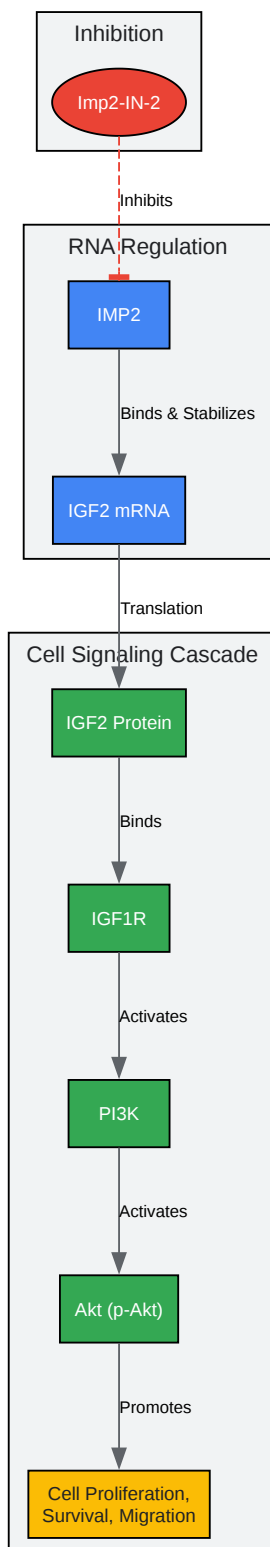 Inhibition
Imp2-IN-2
Inhibits
RNA Regulation
IMP2
Binds & Stabilizes
IGF2 mRNA
Translation
Cell Signaling Cascade
IGF2 Protein
Binds
IGF1R
Activates
PI3K
Activates
Akt (p-Akt)
Promotes
Cell Proliferation,
Survival, Migration